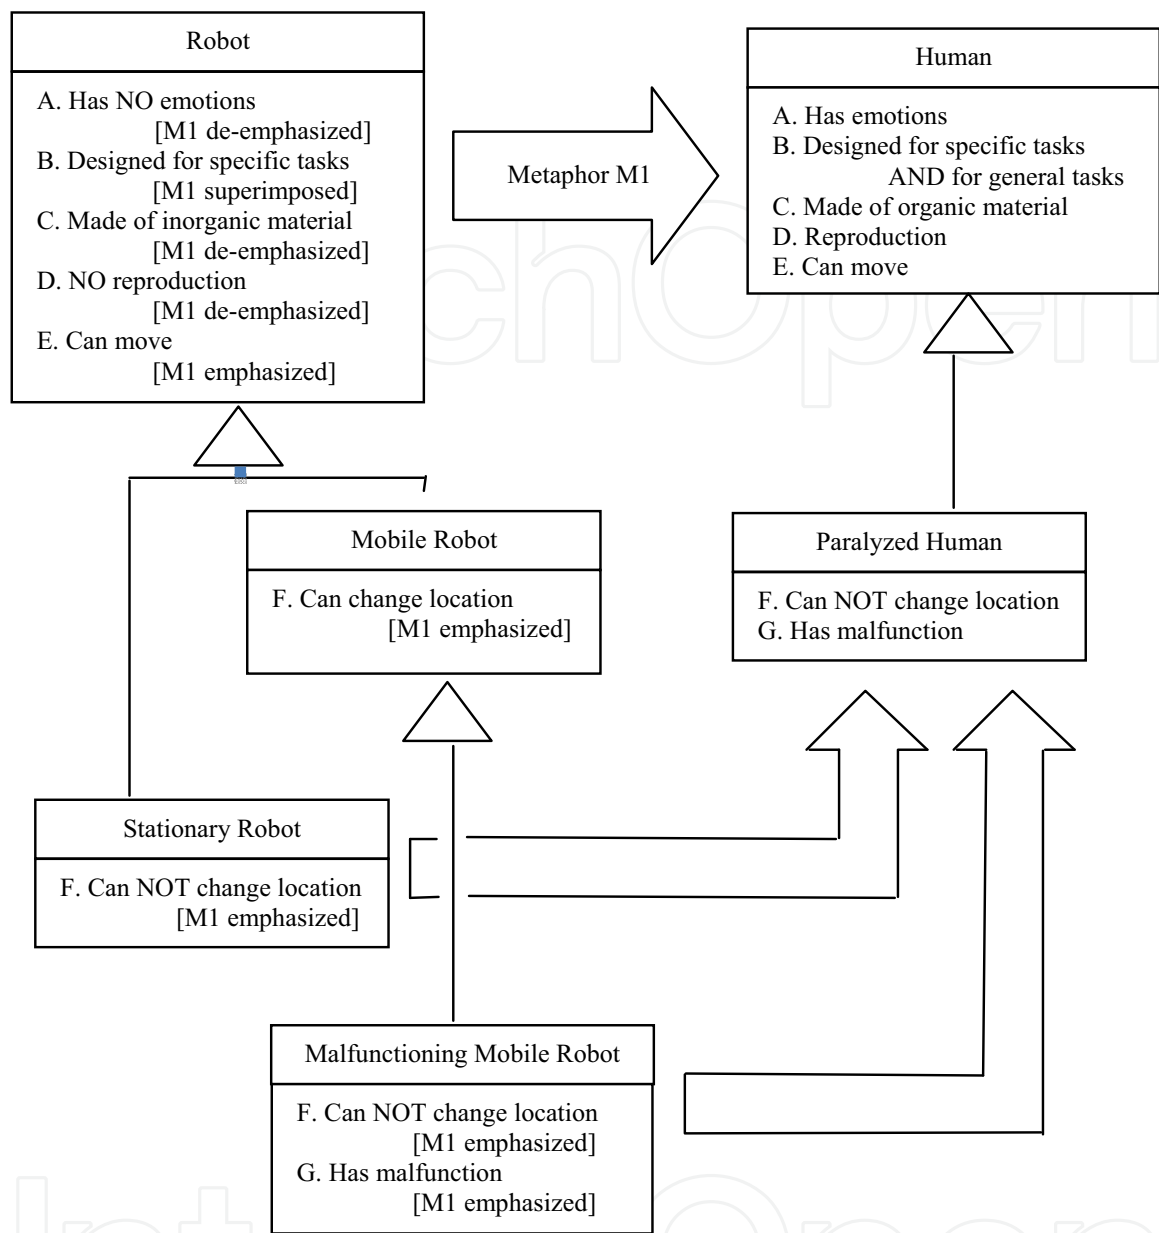 Robot
A. Has NO emotions
[M1 de-emphasized]
B. Designed for specific tasks
[M1 superimposed]
C. Made of inorganic material
[M1 de-emphasized]
D. NO reproduction
[M1 de-emphasized]
E. Can move
[M1 emphasized]
Metaphor M1
Human
A. Has emotions
B. Designed for specific tasks
AND for general tasks
C. Made of organic material
D. Reproduction
E. Can move
Mobile Robot
F. Can change location
[M1 emphasized]
Paralyzed Human
F. Can NOT change location
G. Has malfunction
Stationary Robot
F. Can NOT change location
[M1 emphasized]
Malfunctioning Mobile Robot
F. Can NOT change location
[M1 emphasized]
G. Has malfunction
[M1 emphasized]